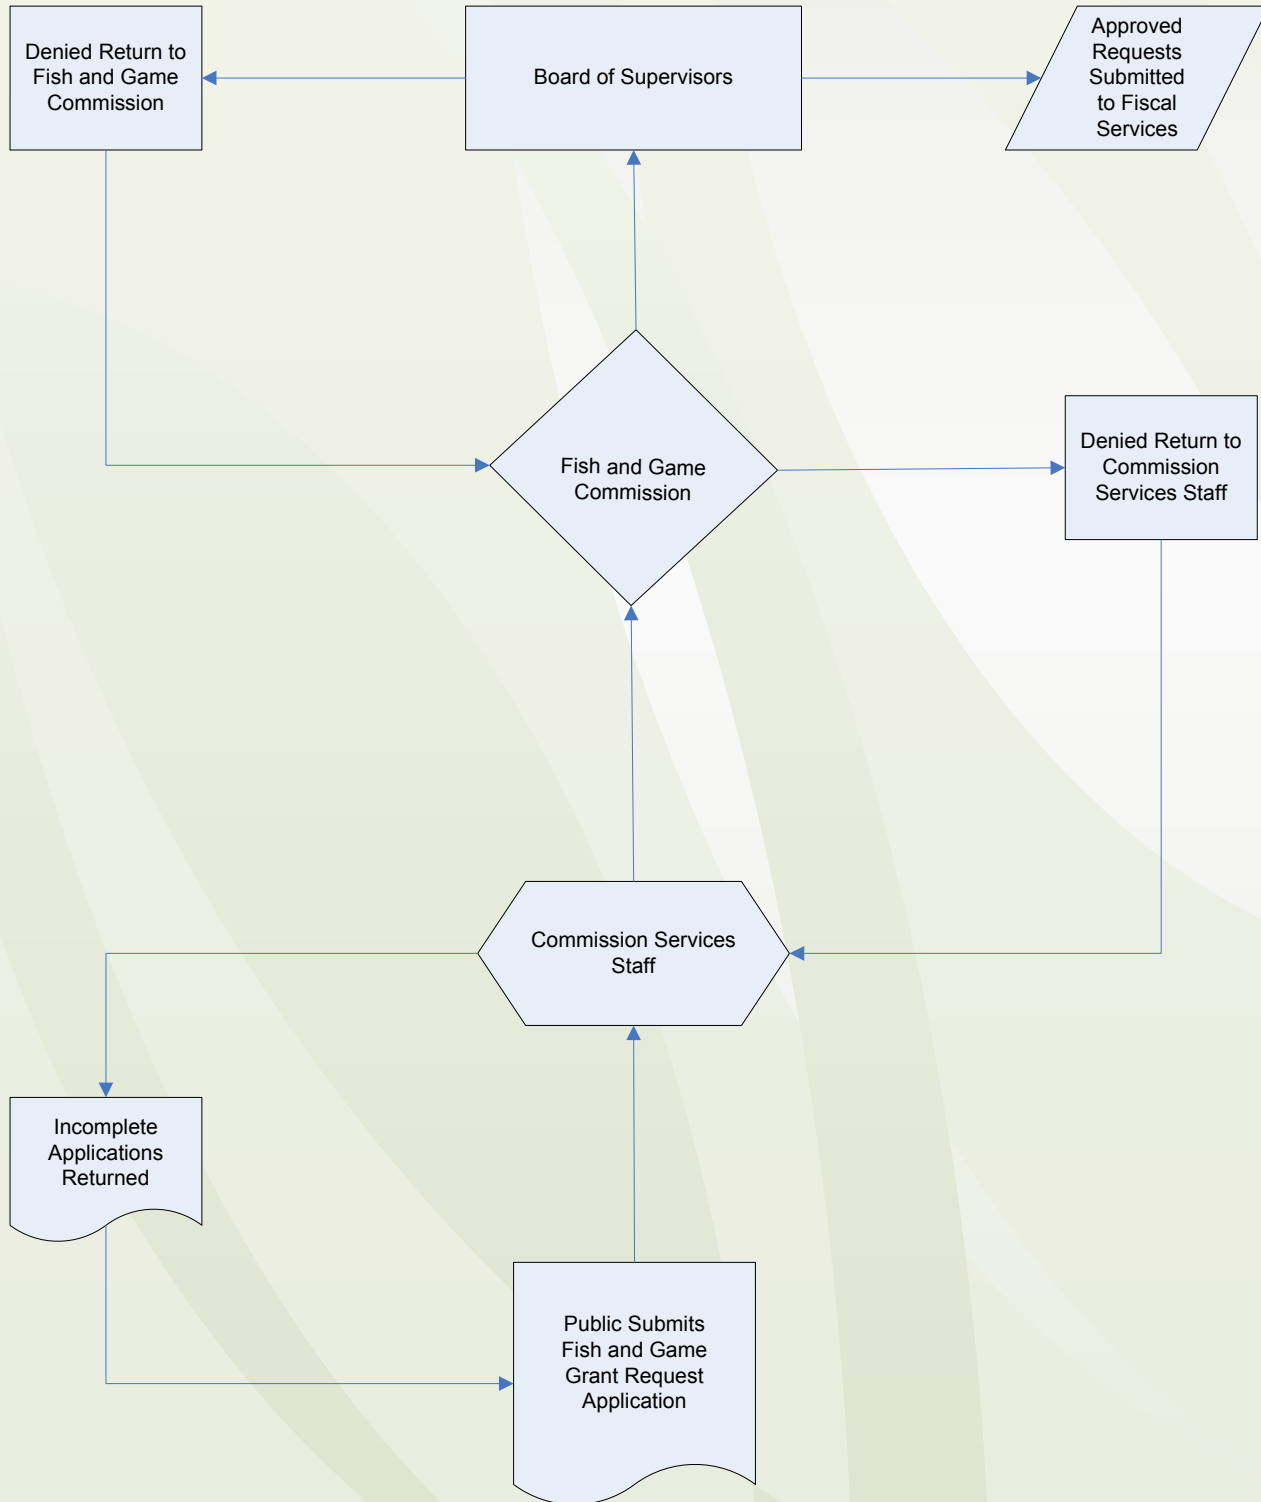 Denied Return to
Fish and Game
Commission
Board of Supervisors
Approved
Requests
Submitted
to Fiscal
Services
Fish and Game
Commission
Denied Return to
Commission
Services Staff
Commission Services
Staff
Incomplete
Applications
Returned
Public Submits
Fish and Game
Grant Request
Application